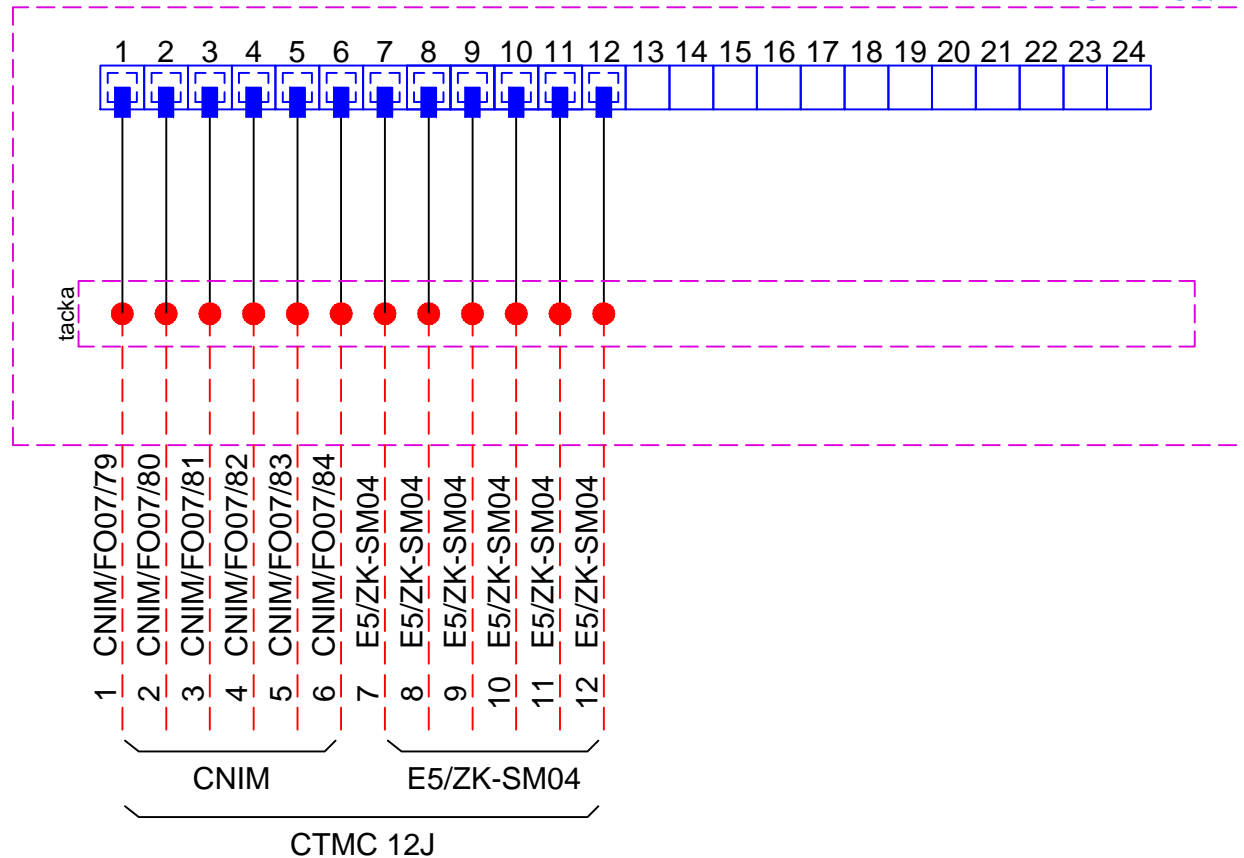 1 2 3 4 5 6 7 8 9 10 11 12 13 14 15 16 17 18 19 20 21 22 23 24
tacka
1 CNIM/FO07/79
2 CNIM/FO07/80
3 CNIM/FO07/81
4 CNIM/FO07/82
5 CNIM/FO07/83
6 CNIM/FO07/84
7 E5/ZK-SM04
8 E5/ZK-SM04
9 E5/ZK-SM04
10 E5/ZK-SM04
11 E5/ZK-SM04
12 E5/ZK-SM04
CNIM E5/ZK-SM04
CTMC 12J